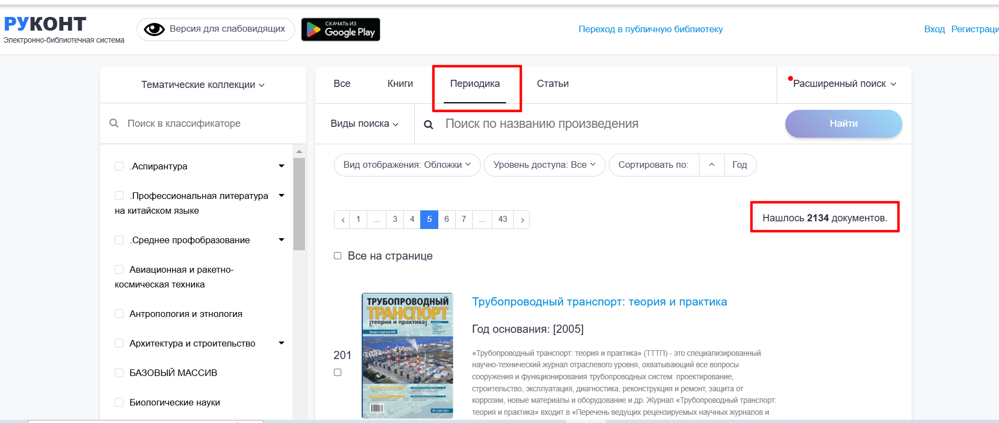 РУКОНТ
Электронно-библиотечная система
Версия для слабовидящих
СКАЧАТЬ ИЗ
Google Play
Переход в публичную библиотеку
Вход Регистраци
Тематические коллекции
Поиск в классификаторе
.Аспирантура
.Профессиональная литература
на китайском языке
.Среднее профобразование
Авиационная и ракетно-
космическая техника
Антропология и этнология
Архитектура и строительство
БАЗОВЫЙ МАССИВ
Биологические науки
Все Книги Периодика Статьи
Расширенный поиск
Виды поиска
Поиск по названию произведения
Найти
Вид отображения: Обложки
Уровень доступа: Все
Сортировать по: Год
‹ 1 ... 3 4 5 6 7 ... 43 ›
Нашлось 2134 документов.
Все на странице
201
ТРУБОПРОВОДНЫЙ
ТРАНСПОРТ
[теория и практика]
Трубопроводный транспорт: теория и практика
Год основания: [2005]
«Трубопроводный транспорт: теория и практика» (ТТТП) - это специализированный
научно-технический журнал отраслевого уровня, охватывающий все вопросы
сооружения и функционирования трубопроводных систем: проектирование,
строительство, эксплуатация, диагностика, реконструкция и ремонт, защита от
коррозии, новые материалы и оборудование и др. Журнал «Трубопроводный транспорт:
теория и практика» входит в «Перечень ведущих рецензируемых научных журналов и